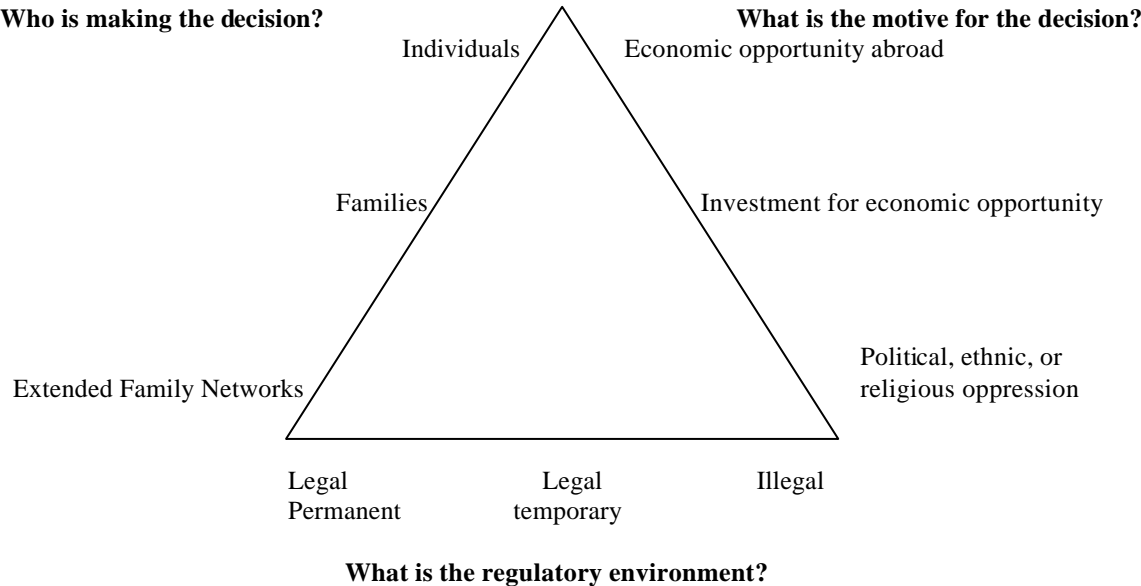 Who is making the decision?
What is the motive for the decision?
Individuals
Economic opportunity abroad
Families
Investment for economic opportunity
Extended Family Networks
Political, ethnic, or
religious oppression
Legal
Permanent
Legal
temporary
Illegal
What is the regulatory environment?